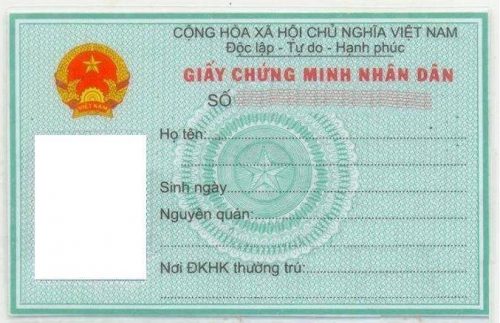 CỘNG HÒA XÃ HỘI CHỦ NGHĨA VIỆT NAM
Độc lập - Tự do - Hạnh phúc
GIẤY CHỨNG MINH NHÂN DÂN
SỐ
VIỆT NAM
Họ tên:
Sinh ngày
Nguyên quán:
Nơi ĐKHK thường trú: